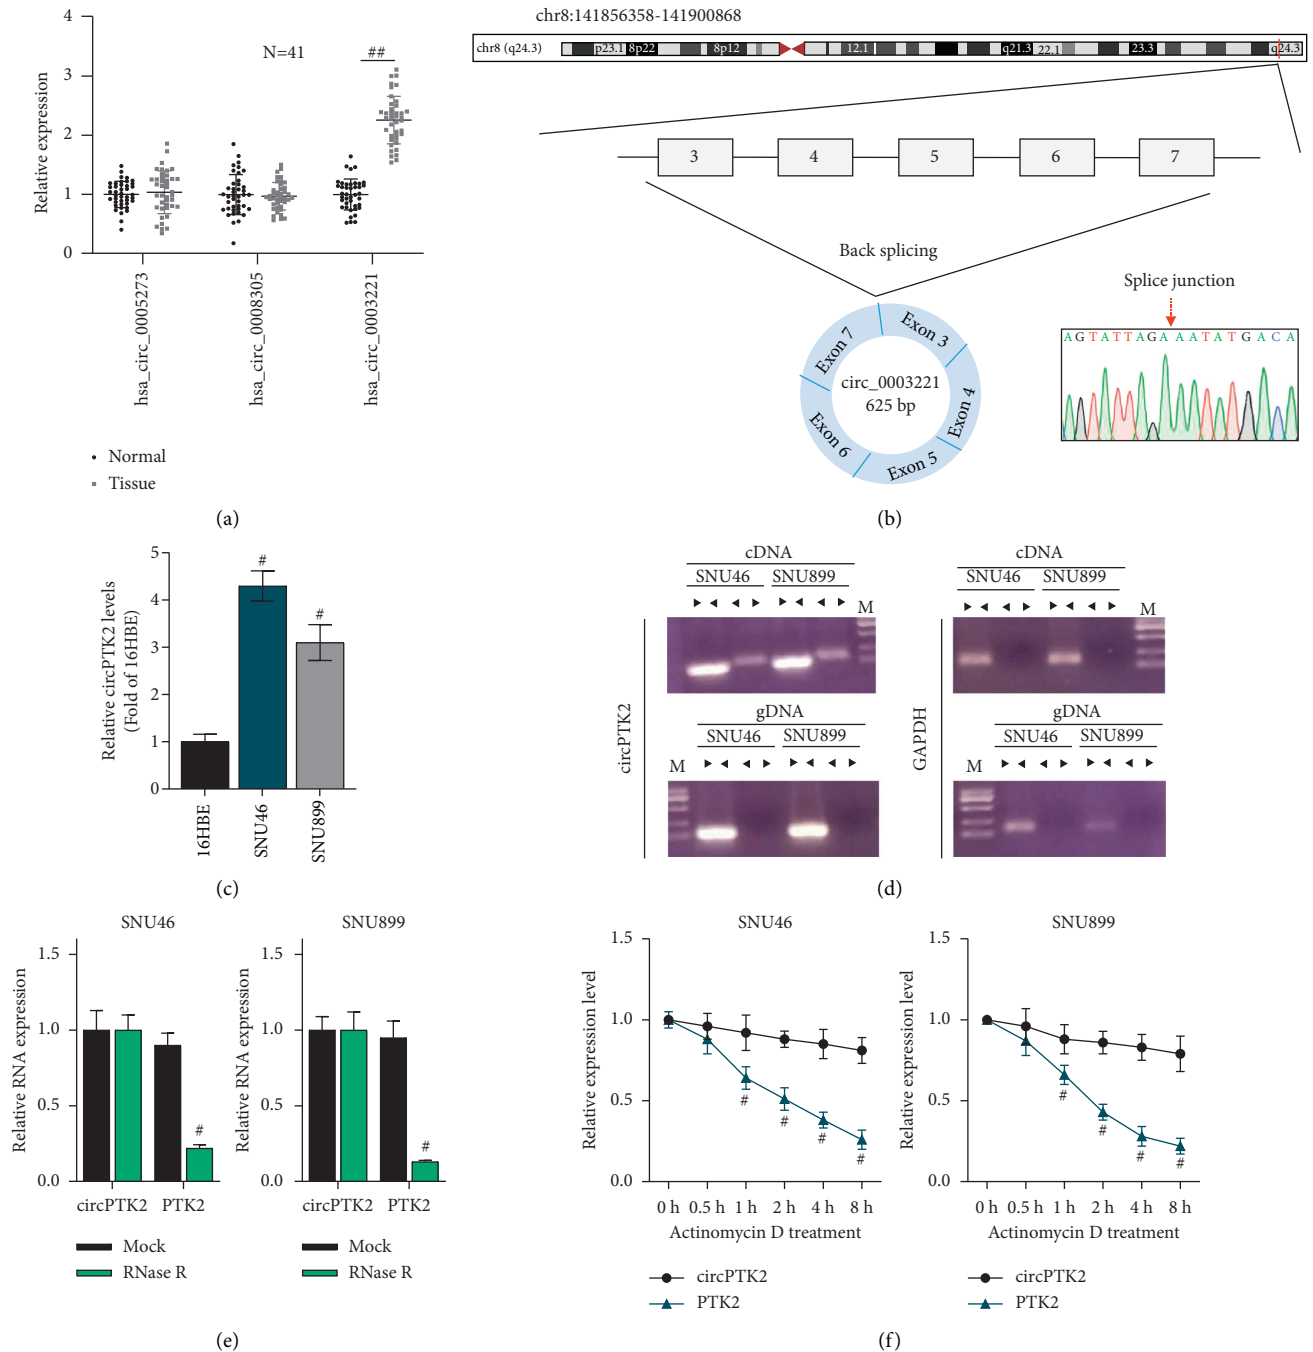 4
3
2
1
0
Relative expression
N=41
##
hsa_circ_0005273
hsa_circ_0008305
hsa_circ_0003221
Normal
Tissue
(a)
chr8:141856358-141900868
chr8 (q24.3)
p23.1
8p22
8p12
12.1
q21.3
22.1
23.3
q24.3
3
4
5
6
7
Back splicing
Exon 3
Exon 4
Exon 5
Exon 6
Exon 7
circ_0003221
625 bp
Splice junction
AGTATTAGAAATATGACA
(b)
5
4
3
2
1
0
Relative circPTK2 levels
(Fold of 16HBE)
#
#
16HBE
SNU46
SNU899
(c)
circPTK2
cDNA
SNU46 SNU899
M
gDNA
SNU46 SNU899
M
GAPDH
cDNA
SNU46 SNU899
M
gDNA
SNU46 SNU899
M
(d)
SNU46
1.5
1.0
0.5
0.0
Relative RNA expression
#
circPTK2 PTK2
Mock
RNase R
SNU899
1.5
1.0
0.5
0.0
Relative RNA expression
#
circPTK2 PTK2
Mock
RNase R
(e)
SNU46
1.5
1.0
0.5
0.0
Relative expression level
# # # #
0 h 0.5 h 1 h 2 h 4 h 8 h
Actinomycin D treatment
circPTK2
PTK2
SNU899
1.5
1.0
0.5
0.0
Relative expression level
# # # #
0 h 0.5 h 1 h 2 h 4 h 8 h
Actinomycin D treatment
circPTK2
PTK2
(f)